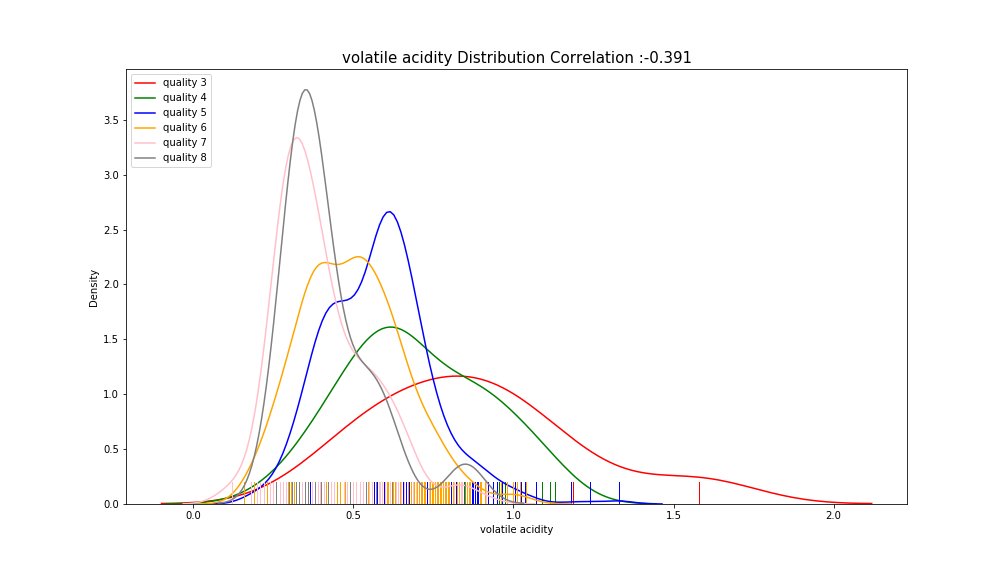 volatile acidity Distribution Correlation :-0.391
quality 3
quality 4
quality 5
quality 6
quality 7
quality 8
3.5
3.0
2.5
2.0
1.5
1.0
0.5
0.0
Density
0.0 0.5 1.0 1.5 2.0
volatile acidity